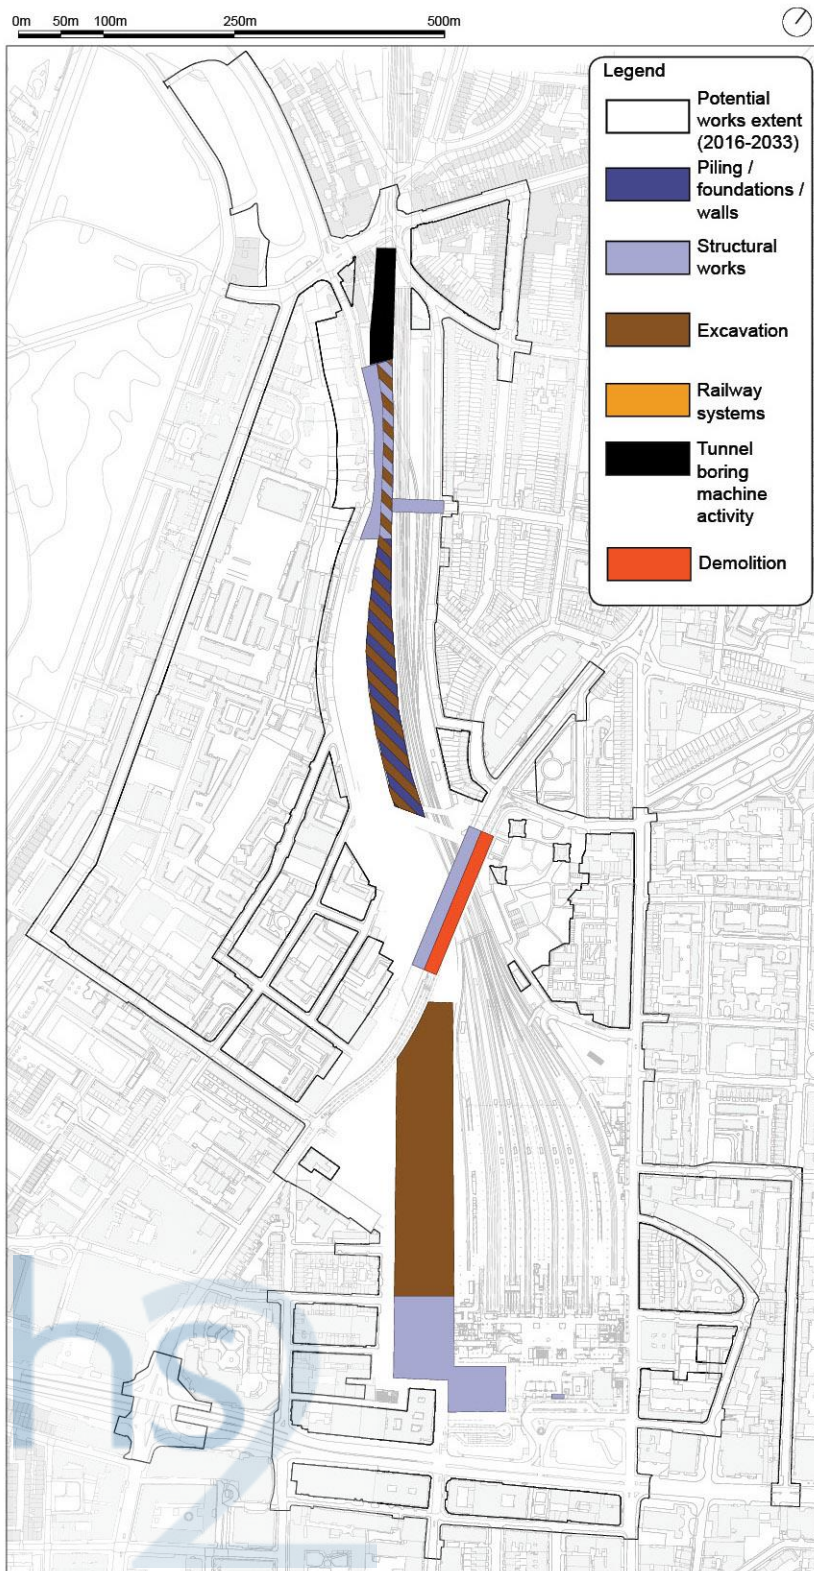 0m 50m 100m 250m 500m
Legend
Potential
works extent
(2016-2033)
Piling /
foundations /
walls
Structural
works
Excavation
Railway
systems
Tunnel
boring
machine
activity
Demolition
hs2